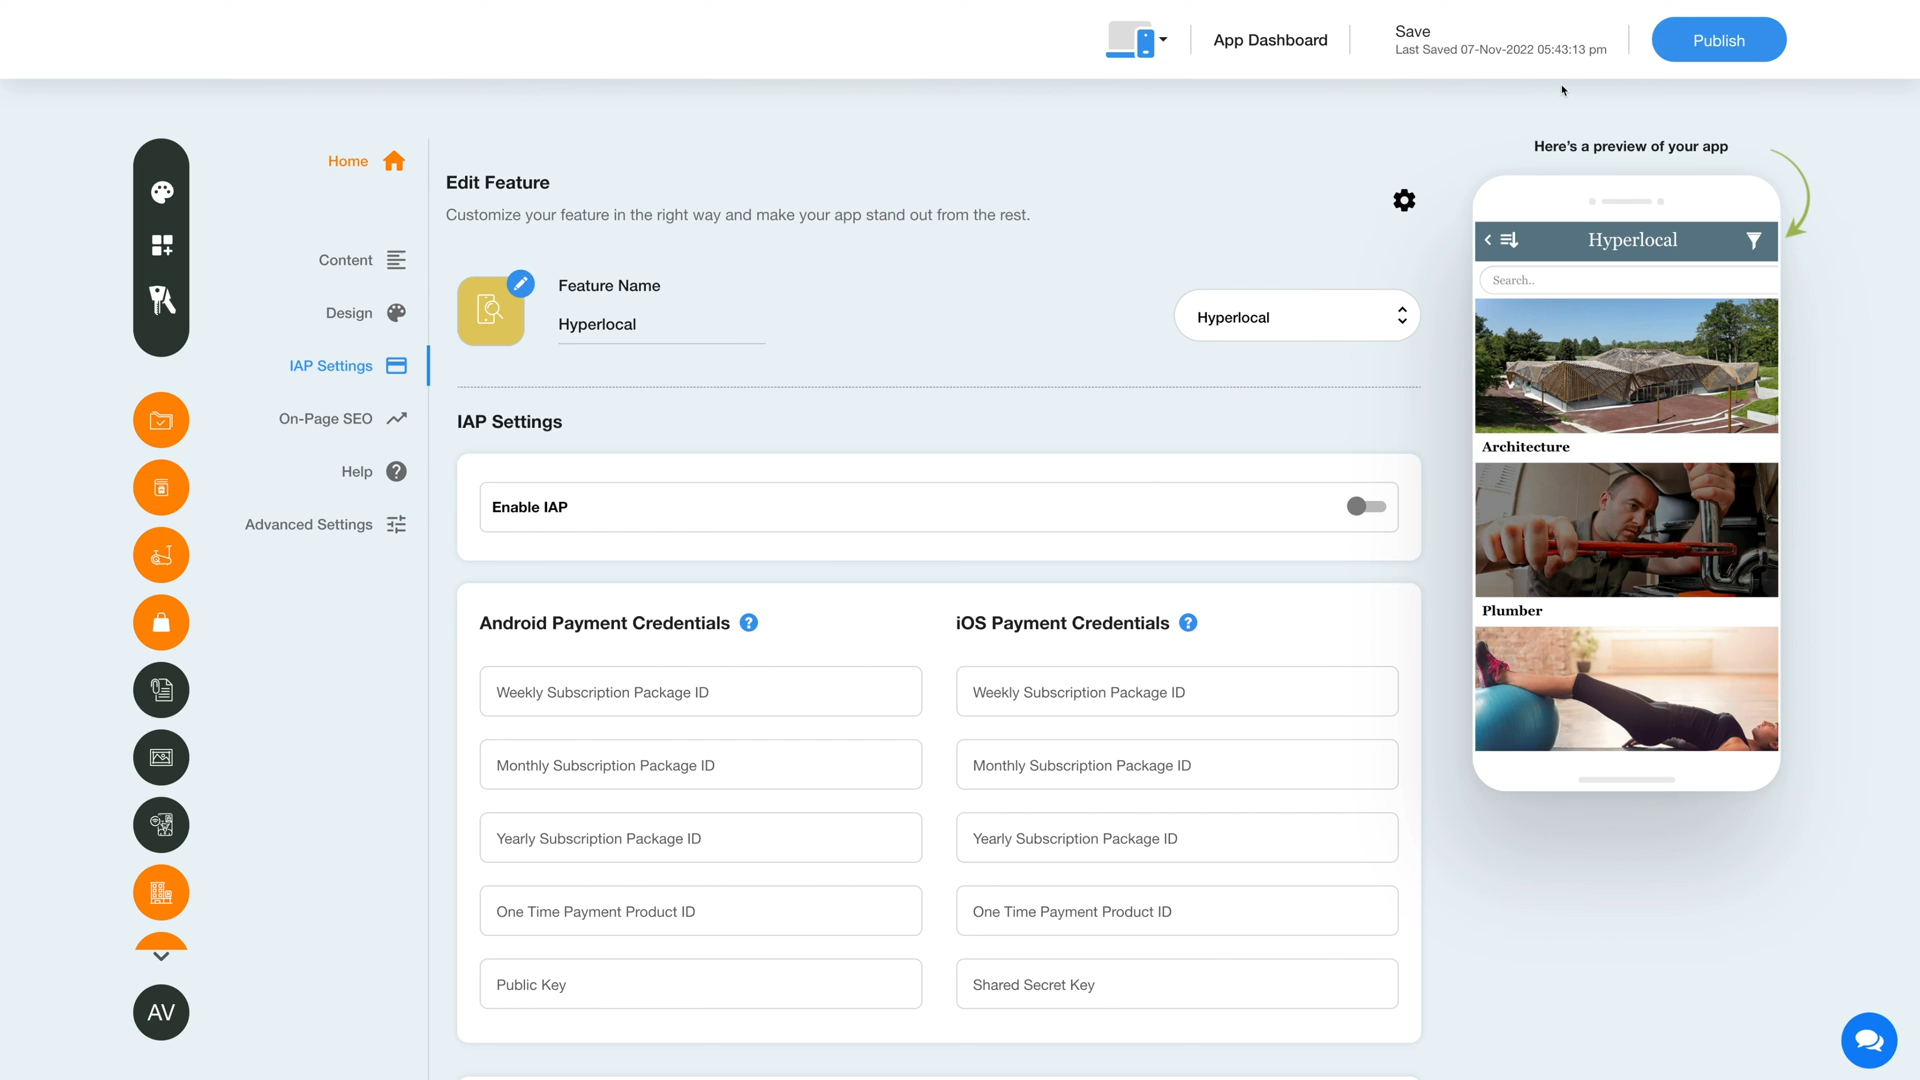 App Dashboard
Save
Last Saved 07-Nov-2022 05:43:13 pm
Publish
Home
Content
Design
IAP Settings
On-Page SEO
Help
Advanced Settings
AV
Edit Feature
Customize your feature in the right way and make your app stand out from the rest.
Feature Name
Hyperlocal
Hyperlocal
IAP Settings
Enable IAP
Android Payment Credentials ?
Weekly Subscription Package ID
Monthly Subscription Package ID
Yearly Subscription Package ID
One Time Payment Product ID
Public Key
iOS Payment Credentials ?
Weekly Subscription Package ID
Monthly Subscription Package ID
Yearly Subscription Package ID
One Time Payment Product ID
Shared Secret Key
Here's a preview of your app
Hyperlocal
Search..
Architecture
Plumber